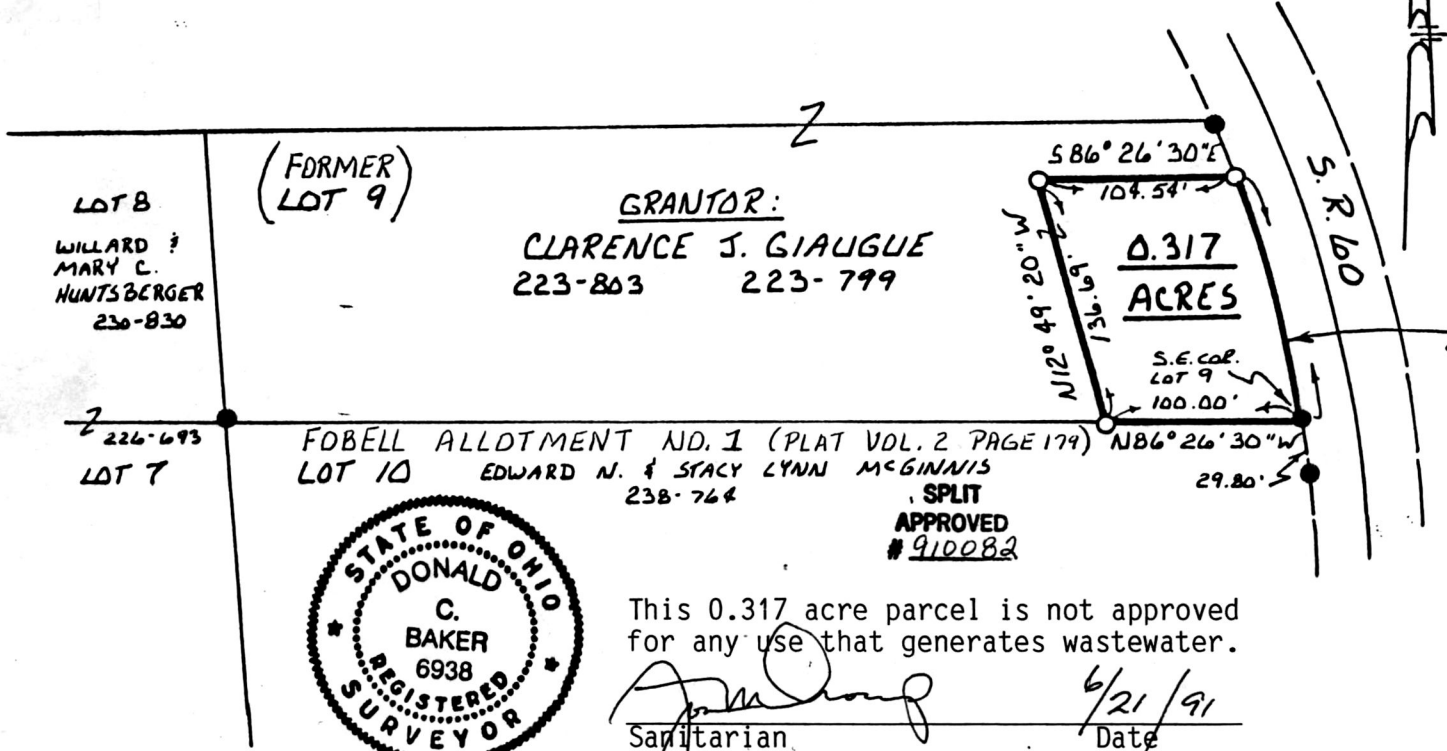 S 86° 26' 30" E
104.54'
S.R. 60
(FORMER)
LOT 9
GRANTOR:
CLARENCE J. GIAUGUE
223-803 223-799
LOT 8
WILLARD &
MARY C.
HUNTSBERGER
230-830
0.317
ACRES
N12° 49' 20" W
136.69'
S.E. COR.
LOT 9
100.00'
N86° 26' 30" W
29.80'
226-693
LOT 7
FOBELL ALLOTMENT NO. 1 (PLAT VOL. 2 PAGE 179)
LOT 10 EDWARD N. & STACY LYNN McGINNIS
238-764
SPLIT
APPROVED
# 910082
STATE OF OHIO
DONALD
C.
BAKER
6938
REGISTERED
SURVEYOR
This 0.317 acre parcel is not approved
for any use that generates wastewater.
6/21/91
Sanitarian Date